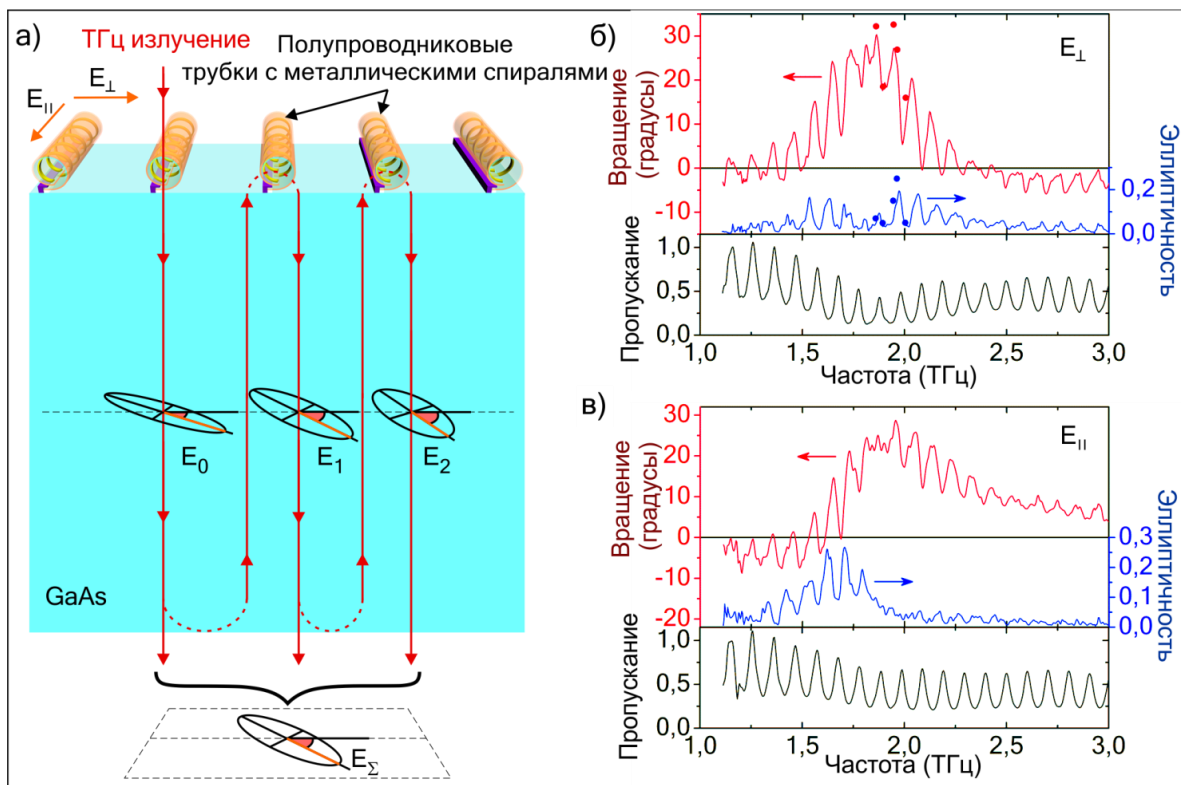 а)
ТГц излучение
Полупроводниковые
трубки с металлическими спиралями
E⊥
E||
E₀
E₁
E₂
GaAs
E_Σ
б)
E⊥
Вращение
(градусы)
30
20
10
0
-10
Эллиптичность
0,2
0,0
Пропускание
1,0
0,5
0,0
1,0 1,5 2,0 2,5 3,0
Частота (ТГц)
в)
E||
Вращение
(градусы)
30
20
10
0
-10
-20
Эллиптичность
0,3
0,2
0,1
0,0
Пропускание
1,0
0,5
0,0
1,0 1,5 2,0 2,5 3,0
Частота (ТГц)